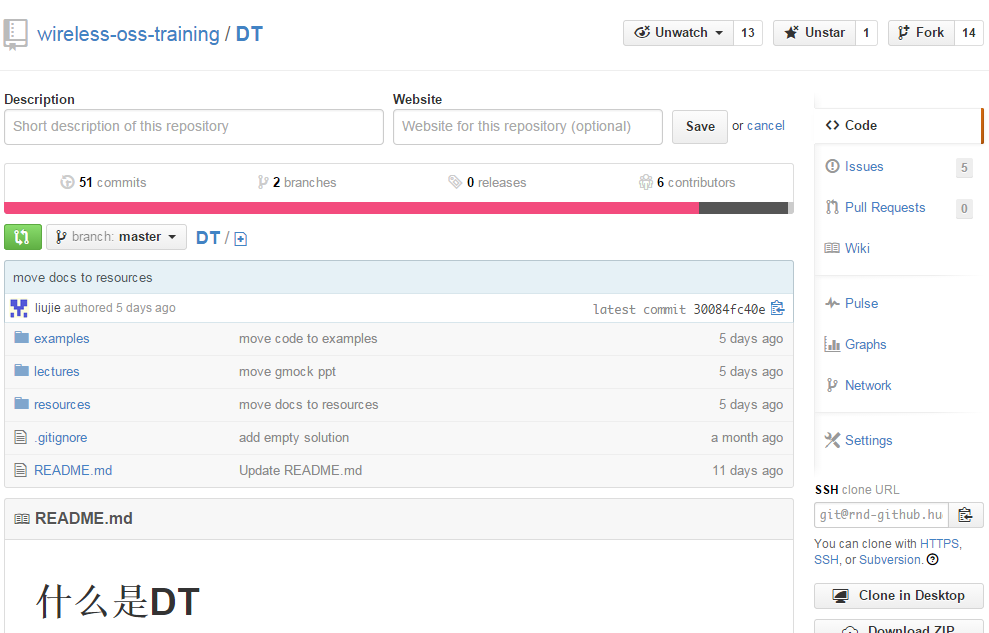 wireless-oss-training / DT
Unwatch 13
Unstar 1
Fork 14
Description
Short description of this repository
Website
Website for this repository (optional)
Save or cancel
51 commits
2 branches
0 releases
6 contributors
branch: master
DT /
move docs to resources
liujie authored 5 days ago
latest commit 30084fc40e
examples move code to examples 5 days ago
lectures move gmock ppt 5 days ago
resources move docs to resources 5 days ago
.gitignore add empty solution a month ago
README.md Update README.md 11 days ago
README.md
什么是DT
Code
Issues 5
Pull Requests 0
Wiki
Pulse
Graphs
Network
Settings
SSH clone URL
git@rnd-github.hu
You can clone with HTTPS,
SSH, or Subversion.
Clone in Desktop
Download ZIP